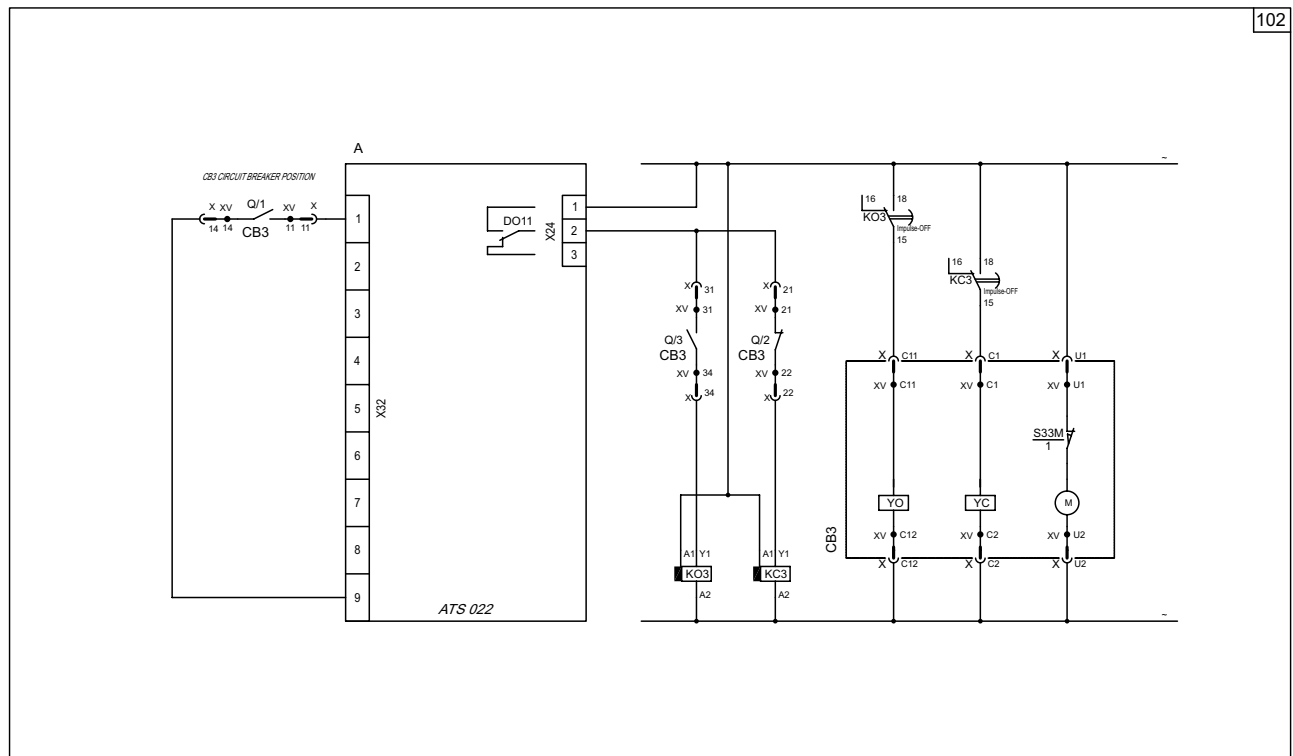 102
A
CB3 CIRCUIT BREAKER POSITION
X XV Q/1 XV X
14 14 CB3 11 11
1
2
3
4
5
6
7
8
9
X32
ATS 022
DO11
X24
1
2
3
~
X 31
XV 31
Q/3
CB3
XV 34
X 34
X 21
XV 21
Q/2
CB3
XV 22
X 22
A1 Y1
KO3
A2
A1 Y1
KC3
A2
16 18
KO3
Impulse-OFF
15
16 18
KC3
Impulse-OFF
15
X C11
XV C11
YO
XV C12
X C12
X C1
XV C1
YC
XV C2
X C2
X U1
XV U1
S33M
1
M
XV U2
X U2
CB3
~